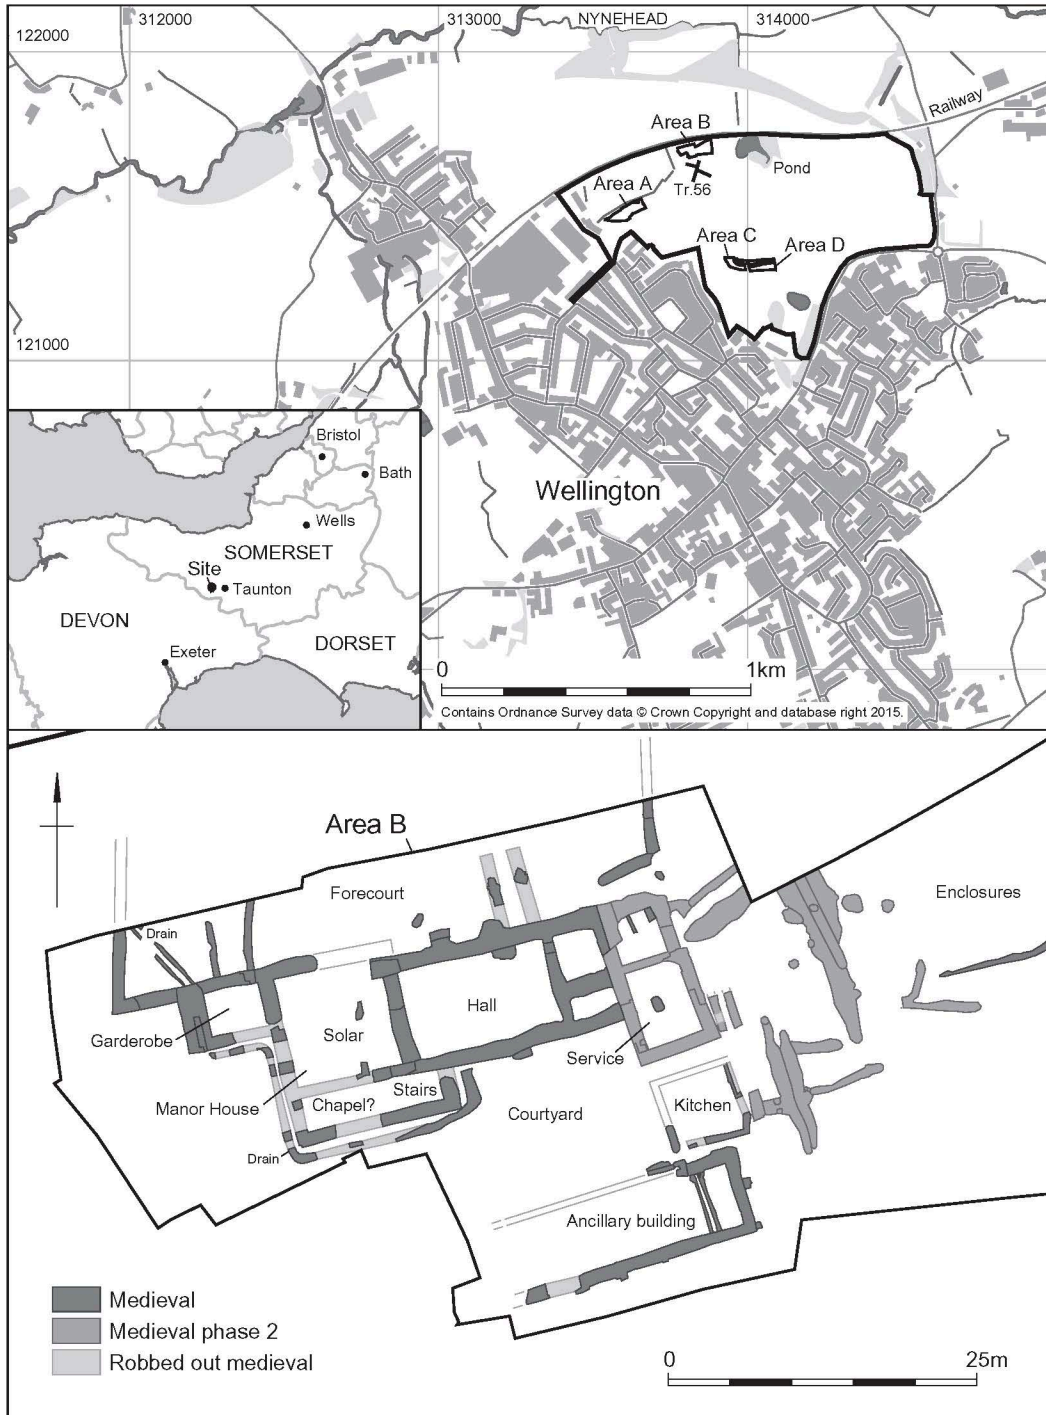 312000
313000
NYNEHEAD
314000
122000
Railway
Area B
Pond
Area A
Tr.56
Area C
Area D
121000
Bristol
Bath
Wells
SOMERSET
Site
Taunton
DEVON
DORSET
Exeter
Wellington
0
1km
Contains Ordnance Survey data © Crown Copyright and database right 2015.
Area B
Forecourt
Enclosures
Drain
Hall
Garderobe
Solar
Service
Manor House
Stairs
Chapel?
Courtyard
Kitchen
Drain
Ancillary building
Medieval
Medieval phase 2
Robbed out medieval
0
25m